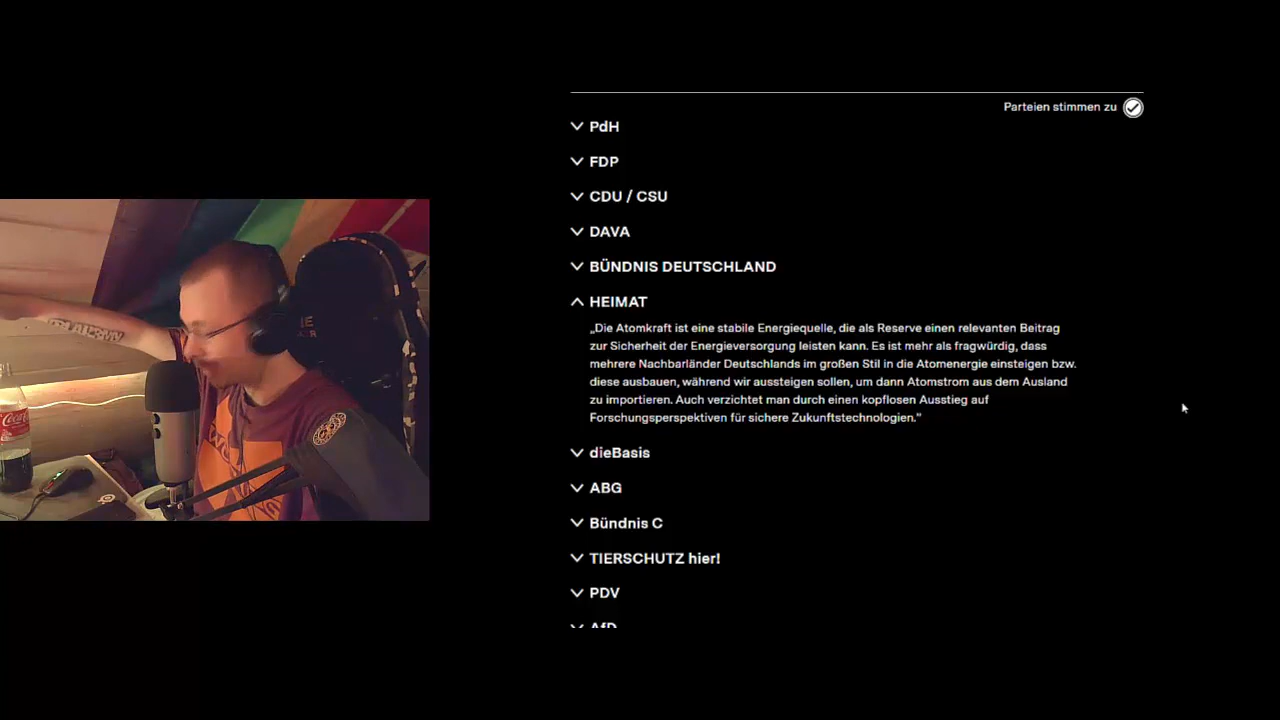 Parteien stimmen zu
PdH
FDP
CDU / CSU
DAVA
BÜNDNIS DEUTSCHLAND
HEIMAT
„Die Atomkraft ist eine stabile Energiequelle, die als Reserve einen relevanten Beitrag
zur Sicherheit der Energieversorgung leisten kann. Es ist mehr als fragwürdig, dass
mehrere Nachbarländer Deutschlands im großen Stil in die Atomenergie einsteigen bzw.
diese ausbauen, während wir aussteigen sollen, um dann Atomstrom aus dem Ausland
zu importieren. Auch verzichtet man durch einen kopflosen Ausstieg auf
Forschungsperspektiven für sichere Zukunftstechnologien.”
dieBasis
ABG
Bündnis C
TIERSCHUTZ hier!
PDV
AfD